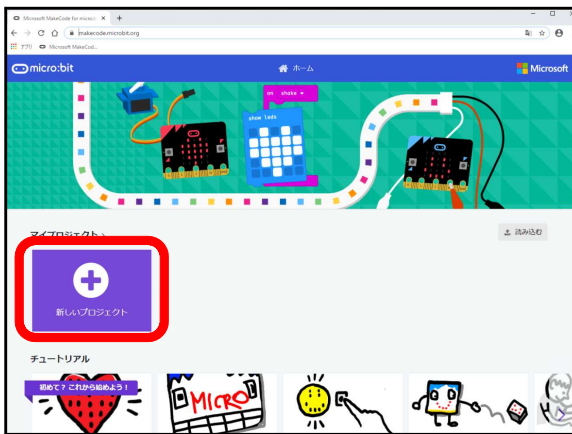 Microsoft MakeCode for micro:b
makecode.microbit.org
アプリ Microsoft MakeCod...
micro:bit ホーム Microsoft
on shake
show leds
マイプロジェクト
読み込む
新しいプロジェクト
チュートリアル
初めて？これから始めよう！
MICRO